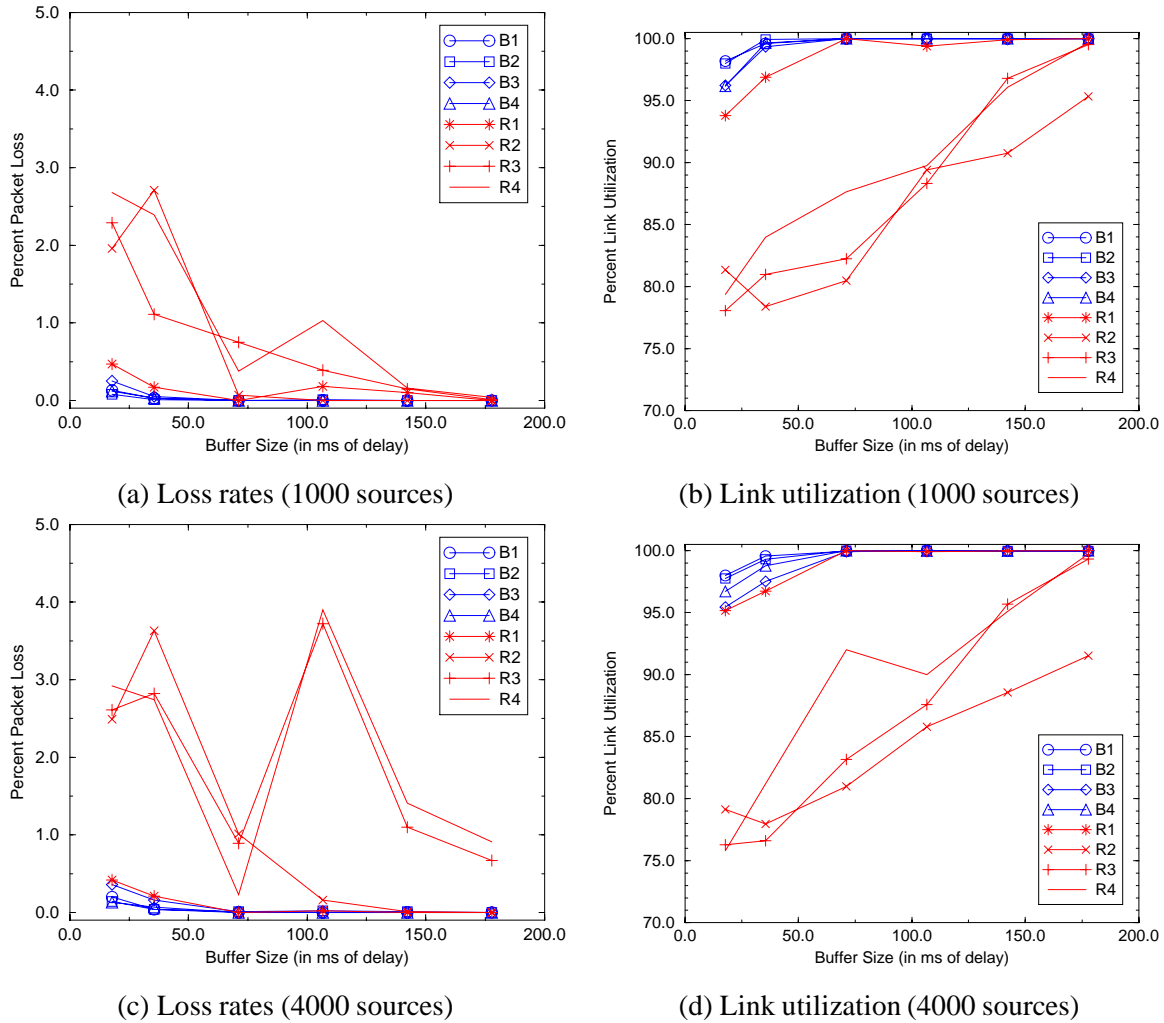 5.0
4.0
3.0
2.0
1.0
0.0
Percent Packet Loss
B1
B2
B3
B4
R1
R2
R3
R4
0.0 50.0 100.0 150.0 200.0
Buffer Size (in ms of delay)
(a) Loss rates (1000 sources)
100.0
95.0
90.0
85.0
80.0
75.0
70.0
Percent Link Utilization
B1
B2
B3
B4
R1
R2
R3
R4
0.0 50.0 100.0 150.0 200.0
Buffer Size (in ms of delay)
(b) Link utilization (1000 sources)
5.0
4.0
3.0
2.0
1.0
0.0
Percent Packet Loss
B1
B2
B3
B4
R1
R2
R3
R4
0.0 50.0 100.0 150.0 200.0
Buffer Size (in ms of delay)
(c) Loss rates (4000 sources)
100.0
95.0
90.0
85.0
80.0
75.0
70.0
Percent Link Utilization
B1
B2
B3
B4
R1
R2
R3
R4
0.0 50.0 100.0 150.0 200.0
Buffer Size (in ms of delay)
(d) Link utilization (4000 sources)